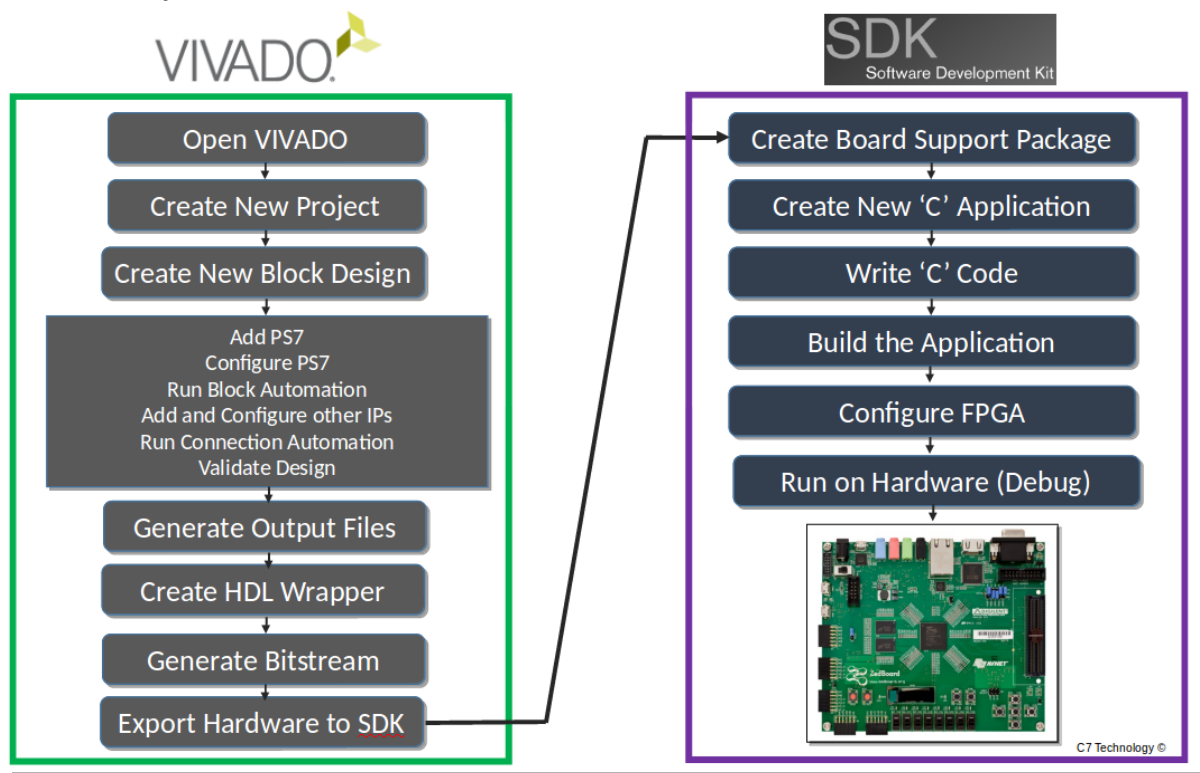 VIVADO.
Open VIVADO
Create New Project
Create New Block Design
Add PS7
Configure PS7
Run Block Automation
Add and Configure other IPs
Run Connection Automation
Validate Design
Generate Output Files
Create HDL Wrapper
Generate Bitstream
Export Hardware to SDK
SDK
Software Development Kit
Create Board Support Package
Create New ‘C’ Application
Write ‘C’ Code
Build the Application
Configure FPGA
Run on Hardware (Debug)
ZedBoard
AVNET
C7 Technology ©